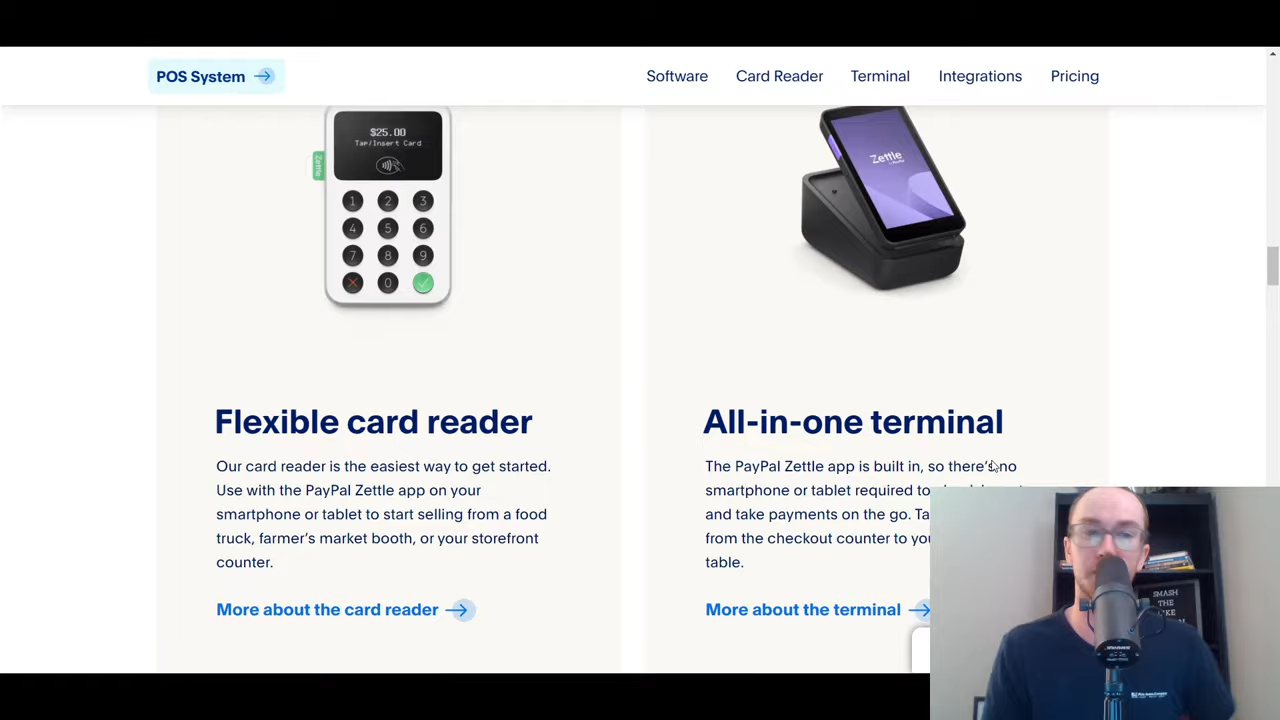 POS System
Software
Card Reader
Terminal
Integrations
Pricing
$25.00
Tap/Insert Card
Zettle
1 2 3
4 5 6
7 8 9
0
Zettle
Flexible card reader
Our card reader is the easiest way to get started.
Use with the PayPal Zettle app on your
smartphone or tablet to start selling from a food
truck, farmer's market booth, or your storefront
counter.
More about the card reader
All-in-one terminal
The PayPal Zettle app is built in, so there's no
smartphone or tablet required to
and take payments on the go.
from the checkout counter to
table.
More about the terminal
SMASH
THE